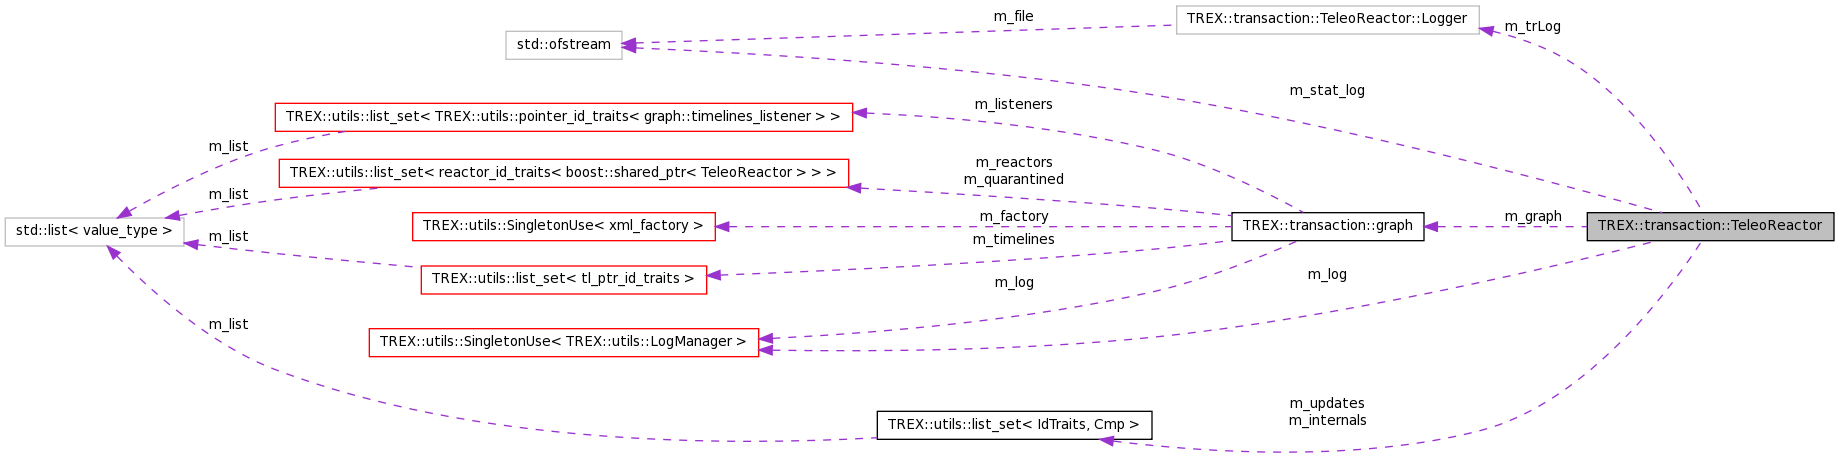 m_file
TREX::transaction::TeleoReactor::Logger
m_trLog
std::ofstream
m_stat_log
m_listeners
TREX::utils::list_set< TREX::utils::pointer_id_traits< graph::timelines_listener > >
m_list
m_reactors
m_quarantined
TREX::utils::list_set< reactor_id_traits< boost::shared_ptr< TeleoReactor > > >
m_list
m_factory
m_graph
std::list< value_type >
TREX::utils::SingletonUse< xml_factory >
TREX::transaction::graph
TREX::transaction::TeleoReactor
m_list
m_timelines
TREX::utils::list_set< tl_ptr_id_traits >
m_log
m_log
m_list
TREX::utils::SingletonUse< TREX::utils::LogManager >
m_updates
m_internals
TREX::utils::list_set< IdTraits, Cmp >